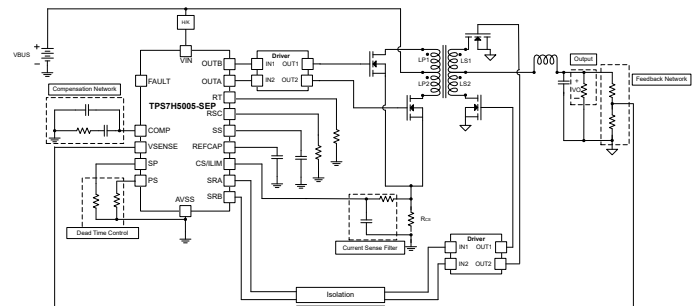 H/K
VBUS
VIN
FAULT
TPS7H5005-SEP
OUTB
OUTA
RT
RSC
SS
REFCAP
CS/ILIM
SRA
SRB
COMP
VSENSE
SP
PS
AVSS
Compensation Network
Dead Time Control
Driver
IN1 OUT1
IN2 OUT2
LP1
LP2
LS1
LS2
Output
VO
Feedback Network
RCS
Current Sense Filter
Driver
IN1 OUT1
IN2 OUT2
Isolation